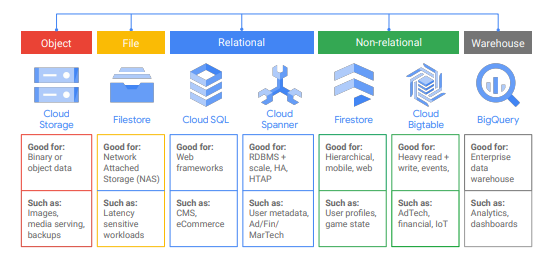 Object
File
Relational
Non-relational
Warehouse
Cloud
Storage
Filestore
Cloud SQL
Cloud
Spanner
Firestore
Cloud
Bigtable
BigQuery
Good for:
Binary or
object data
Good for:
Network
Attached
Storage (NAS)
Good for:
Web
frameworks
Good for:
RDBMS +
scale, HA,
HTAP
Good for:
Hierarchical,
mobile, web
Good for:
Heavy read +
write, events,
Good for:
Enterprise
data
warehouse
Such as:
Images,
media serving,
backups
Such as:
Latency
sensitive
workloads
Such as:
CMS,
eCommerce
Such as:
User metadata,
Ad/Fin/
MarTech
Such as:
User profiles,
game state
Such as:
AdTech,
financial, IoT
Such as:
Analytics,
dashboards